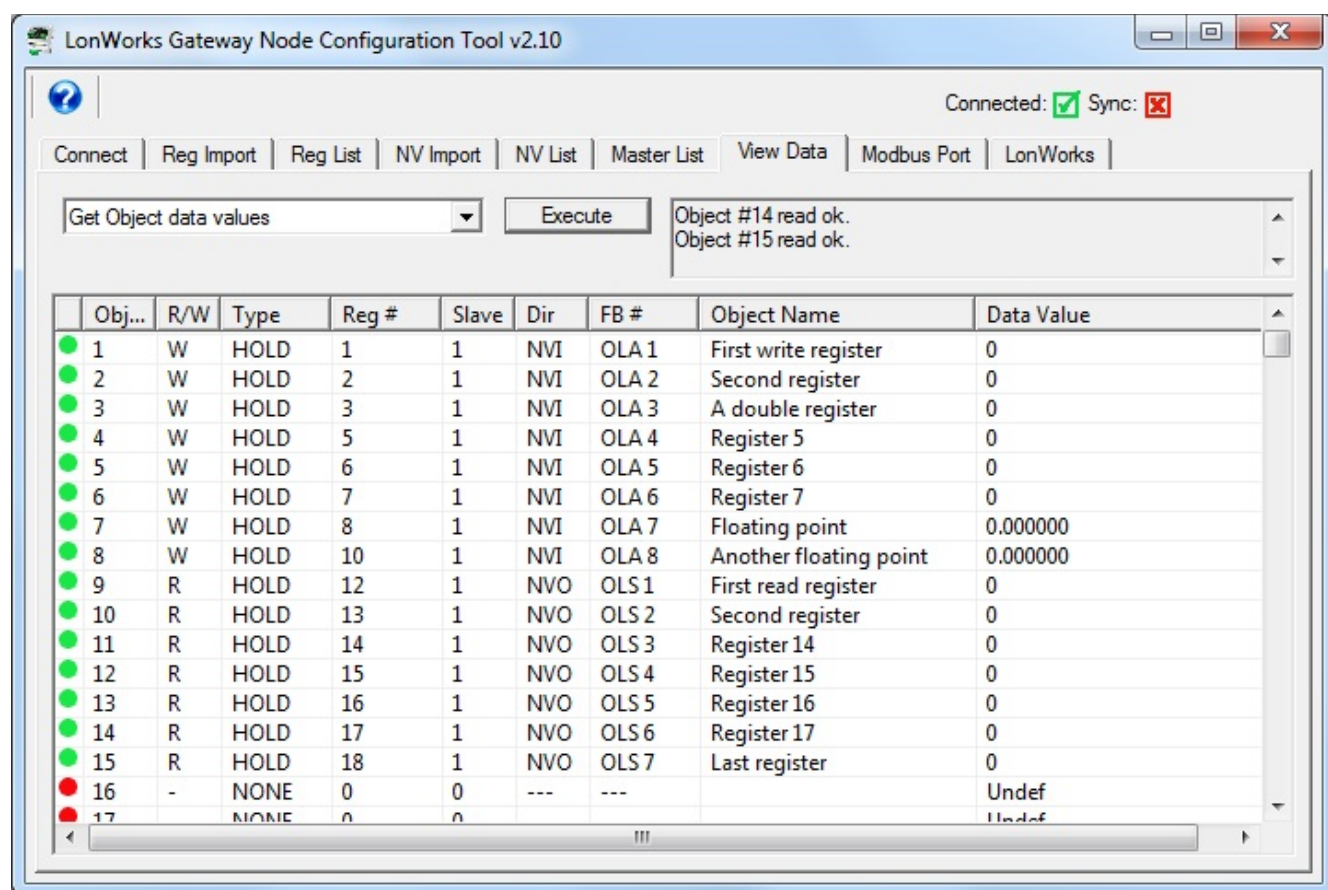 LonWorks Gateway Node Configuration Tool v2.10
Connected: Sync:
Connect Reg Import Reg List NV Import NV List Master List View Data Modbus Port LonWorks
Get Object data values Execute Object #14 read ok.
Object #15 read ok.
Obj... R/W Type Reg # Slave Dir FB # Object Name Data Value
1 W HOLD 1 1 NVI OLA 1 First write register 0
2 W HOLD 2 1 NVI OLA 2 Second register 0
3 W HOLD 3 1 NVI OLA 3 A double register 0
4 W HOLD 5 1 NVI OLA 4 Register 5 0
5 W HOLD 6 1 NVI OLA 5 Register 6 0
6 W HOLD 7 1 NVI OLA 6 Register 7 0
7 W HOLD 8 1 NVI OLA 7 Floating point 0.000000
8 W HOLD 10 1 NVI OLA 8 Another floating point 0.000000
9 R HOLD 12 1 NVO OLS 1 First read register 0
10 R HOLD 13 1 NVO OLS 2 Second register 0
11 R HOLD 14 1 NVO OLS 3 Register 14 0
12 R HOLD 15 1 NVO OLS 4 Register 15 0
13 R HOLD 16 1 NVO OLS 5 Register 16 0
14 R HOLD 17 1 NVO OLS 6 Register 17 0
15 R HOLD 18 1 NVO OLS 7 Last register 0
16 - NONE 0 0 --- --- Undef
17 NONE 0 0 Undef